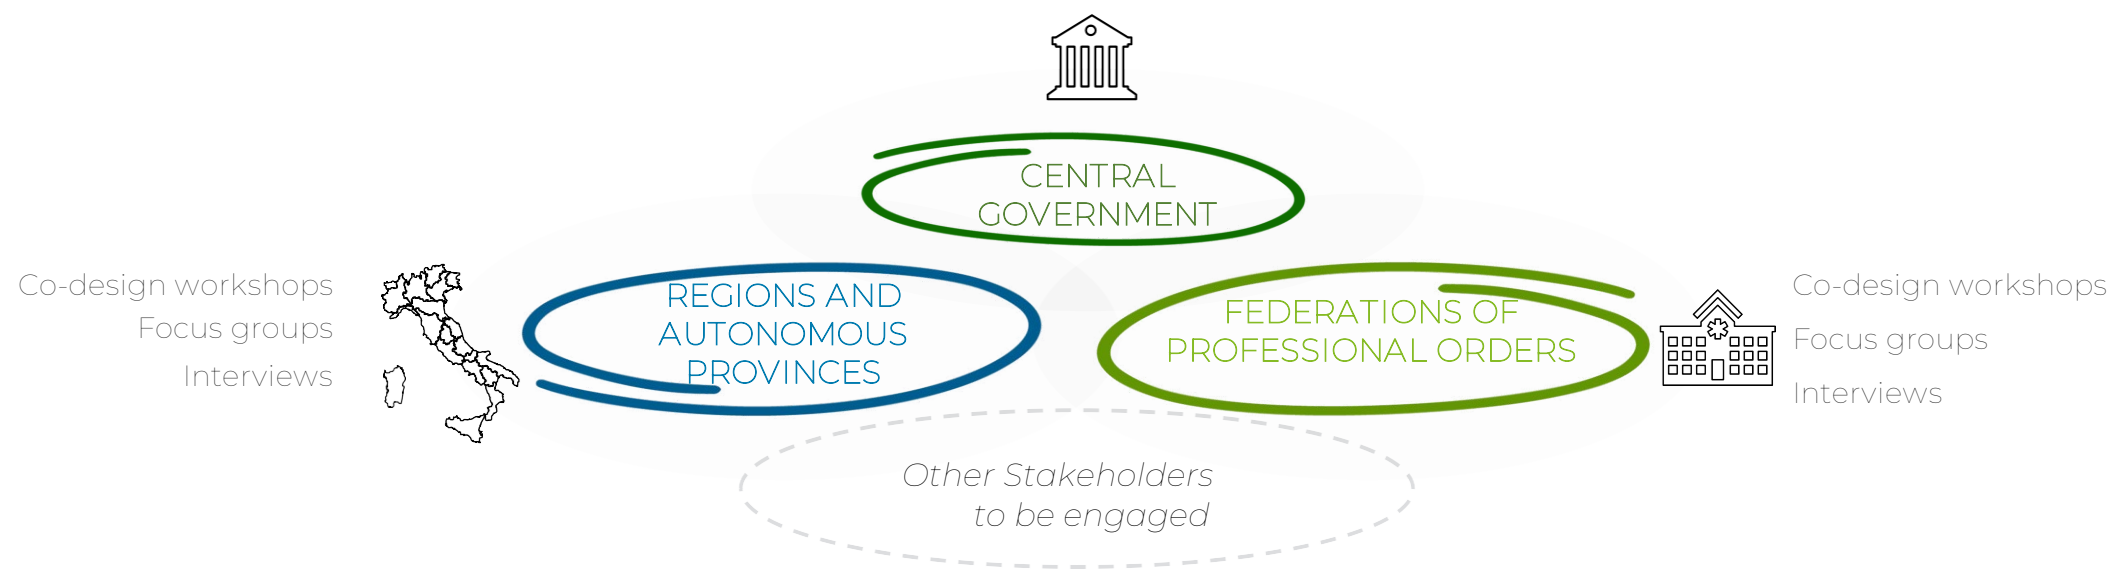 CENTRAL
GOVERNMENT
Co-design workshops
Focus groups
Interviews
REGIONS AND
AUTONOMOUS
PROVINCES
FEDERATIONS OF
PROFESSIONAL ORDERS
Co-design workshops
Focus groups
Interviews
Other Stakeholders
to be engaged